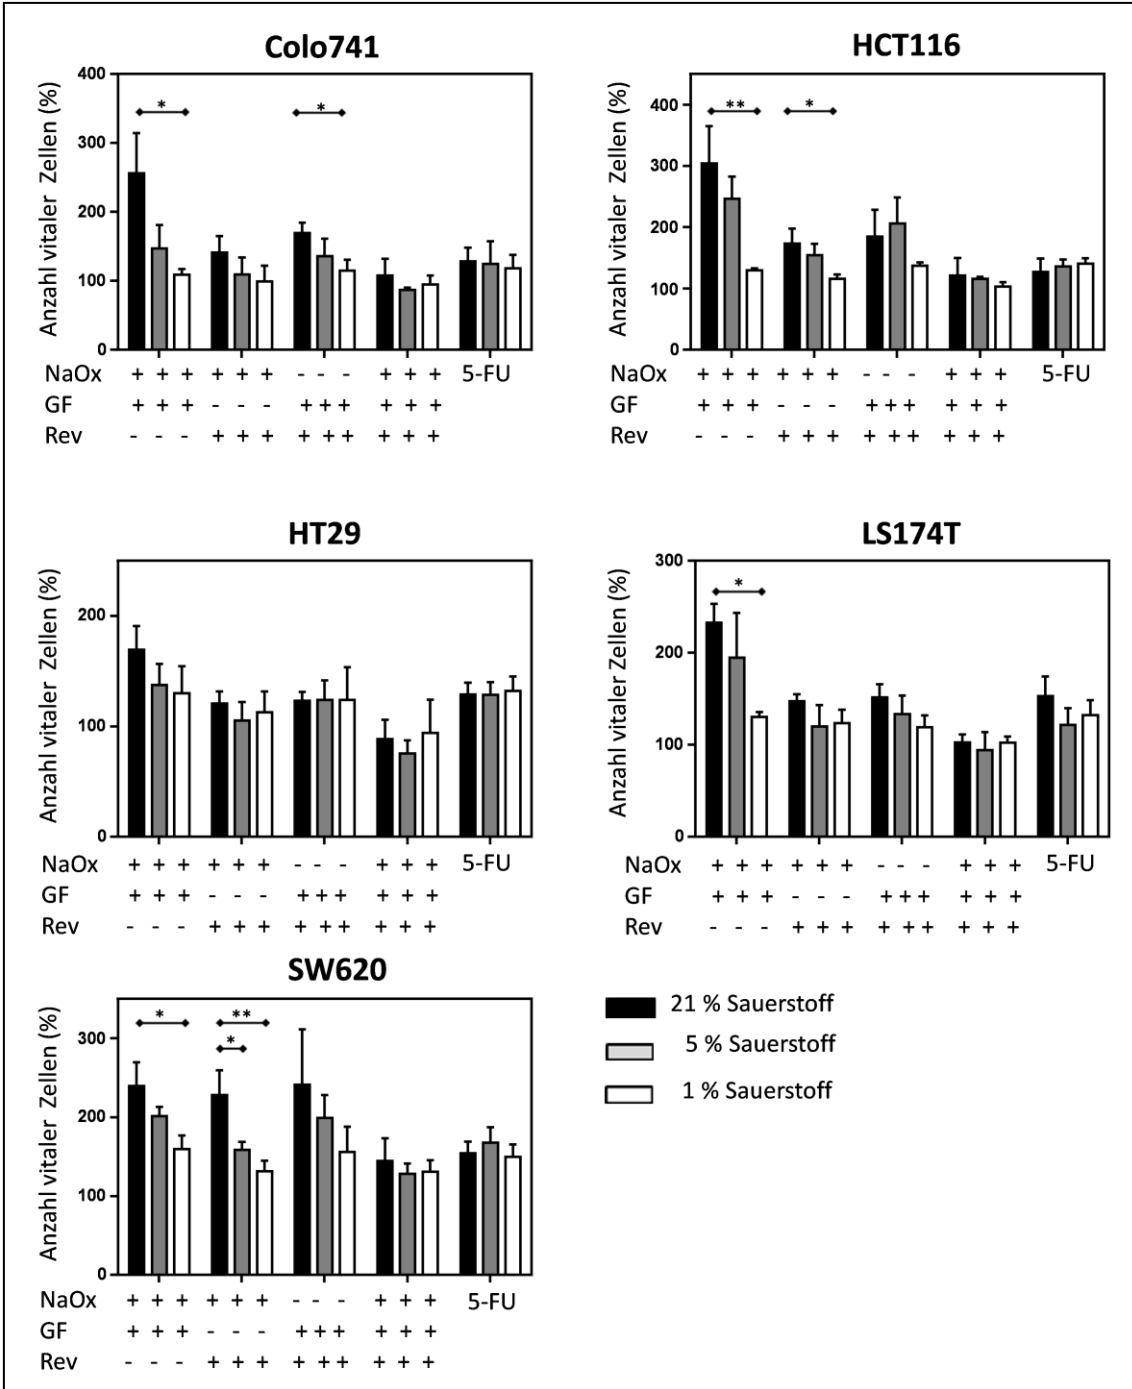 Colo741
Anzahl vitaler Zellen (%)
400
300
200
100
0
*
*
NaOx + + + + + + - - - + + + 5-FU
GF + + + - - - + + + + + +
Rev - - - + + + + + + + + +
HCT116
Anzahl vitaler Zellen (%)
400
300
200
100
0
**
*
NaOx + + + + + + - - - + + + 5-FU
GF + + + - - - + + + + + +
Rev - - - + + + + + + + + +
HT29
Anzahl vitaler Zellen (%)
200
100
0
NaOx + + + + + + - - - + + + 5-FU
GF + + + - - - + + + + + +
Rev - - - + + + + + + + + +
LS174T
Anzahl vitaler Zellen (%)
300
200
100
0
*
NaOx + + + + + + - - - + + + 5-FU
GF + + + - - - + + + + + +
Rev - - - + + + + + + + + +
SW620
Anzahl vitaler Zellen (%)
300
200
100
0
*
**
*
NaOx + + + + + + - - - + + + 5-FU
GF + + + - - - + + + + + +
Rev - - - + + + + + + + + +
21 % Sauerstoff
5 % Sauerstoff
1 % Sauerstoff